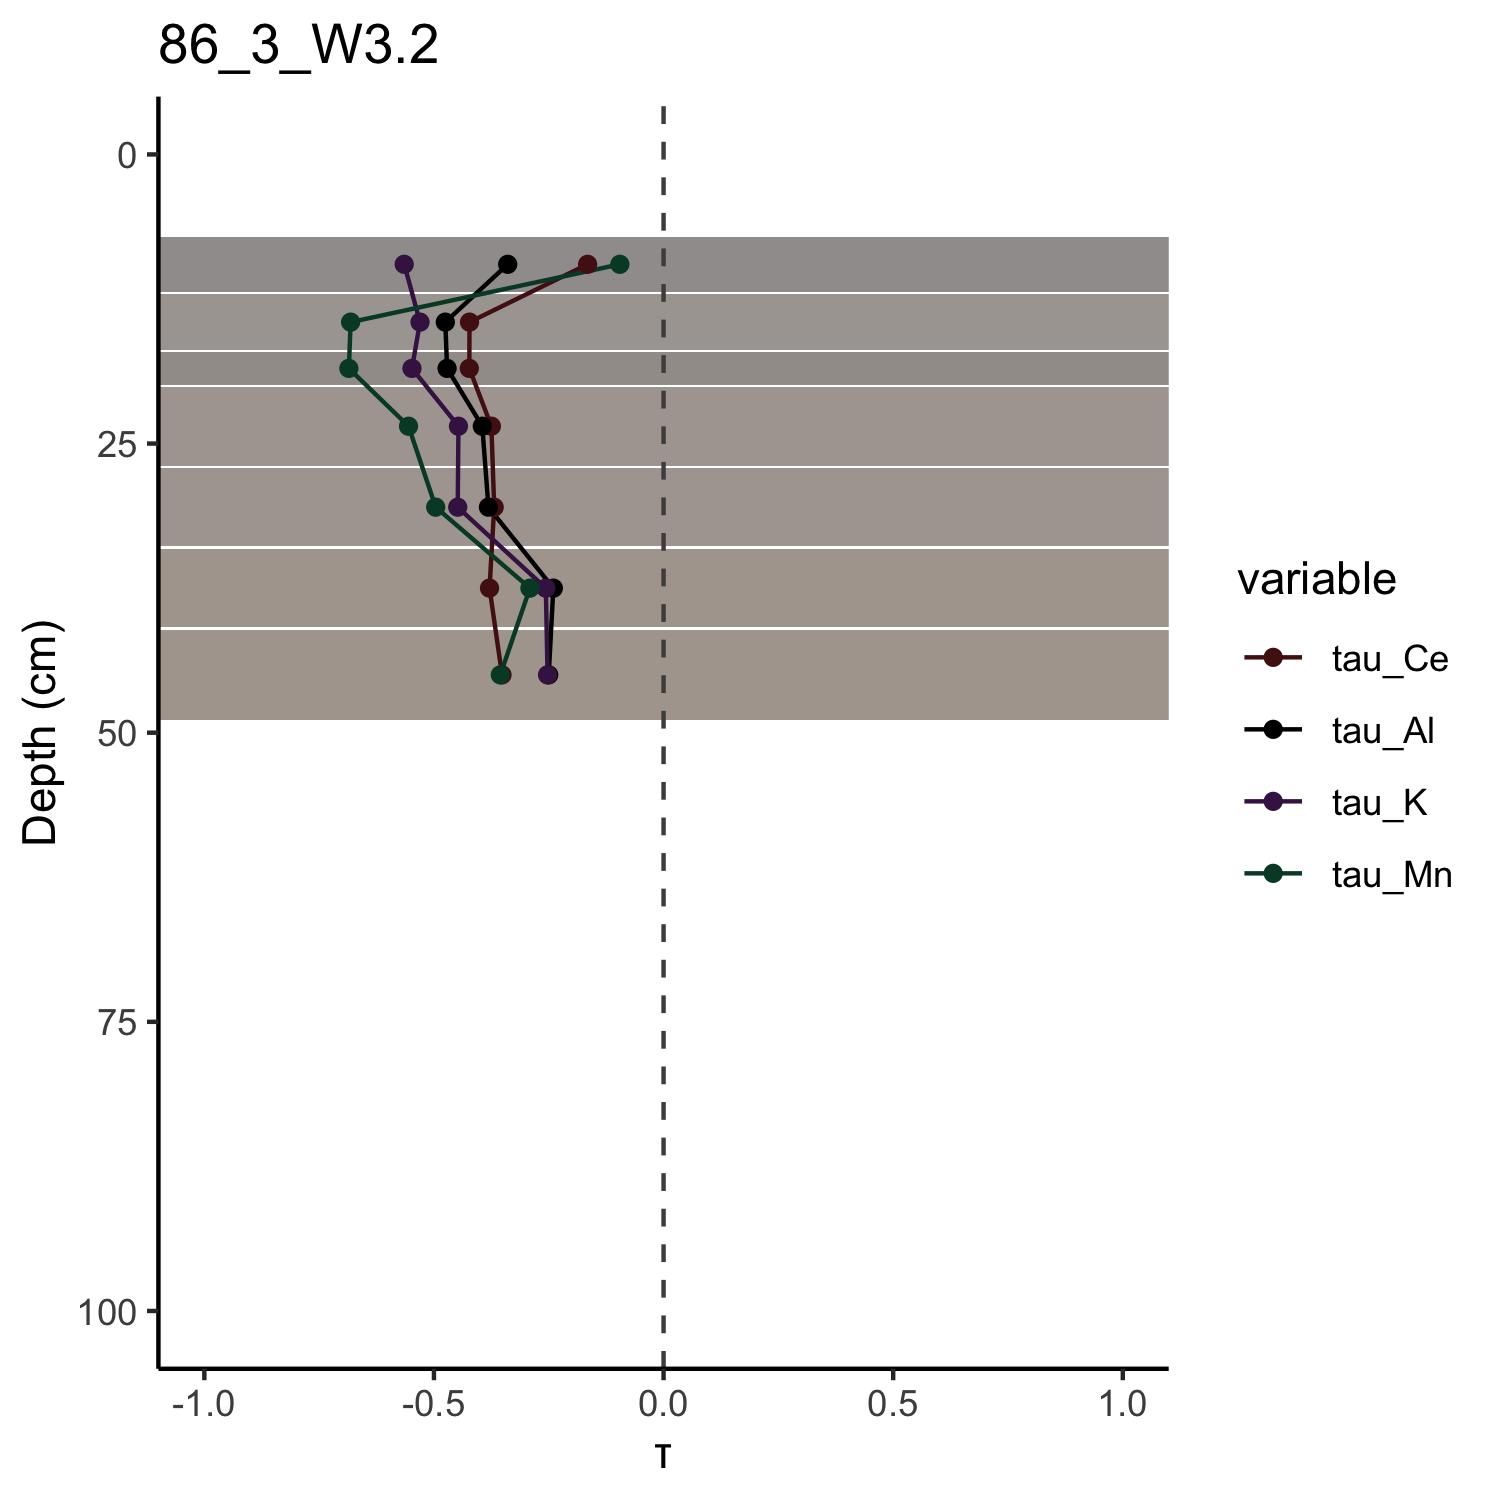 86_3_W3.2
0
25
50
75
100
Depth (cm)
-1.0 -0.5 0.0 0.5 1.0
τ
variable
tau_Ce
tau_Al
tau_K
tau_Mn